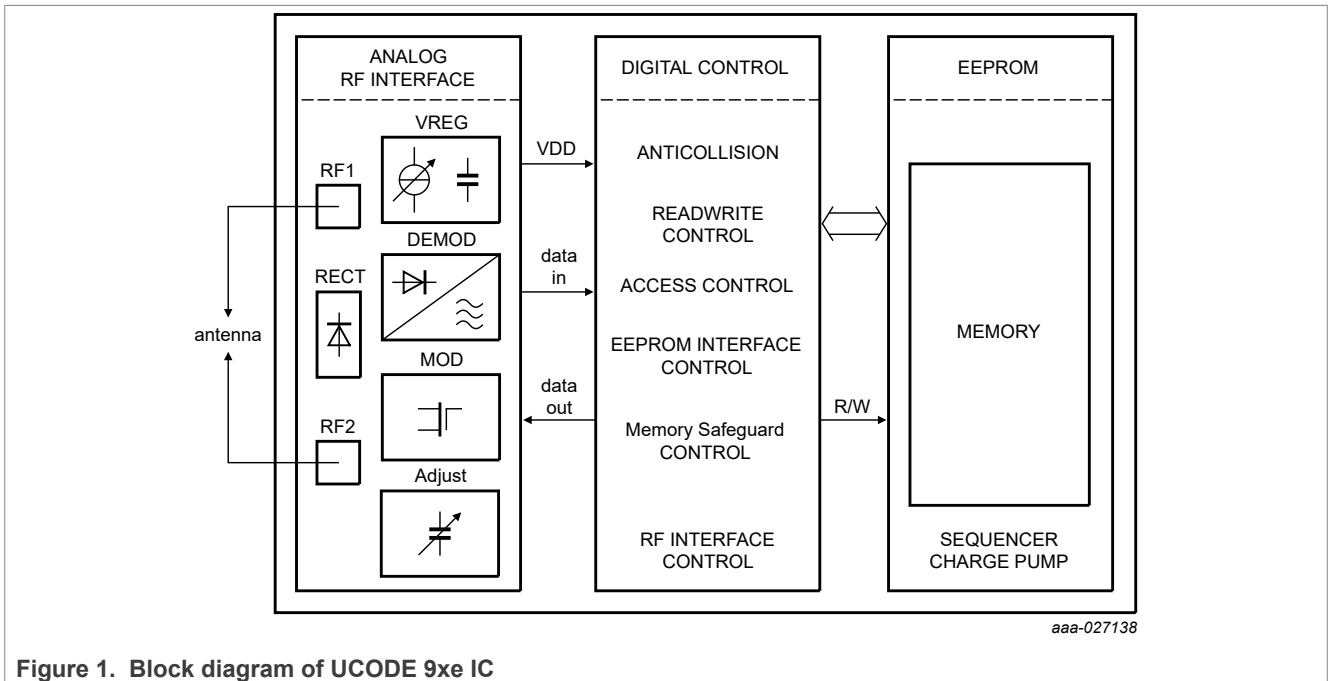 ANALOG
RF INTERFACE
VREG
RF1
DEMOD
RECT
antenna
MOD
RF2
Adjust
VDD
data
in
data
out
DIGITAL CONTROL
ANTICOLLISION
READWRITE
CONTROL
ACCESS CONTROL
EEPROM INTERFACE
CONTROL
Memory Safeguard
CONTROL
RF INTERFACE
CONTROL
R/W
EEPROM
MEMORY
SEQUENCER
CHARGE PUMP
aaa-027138
Figure 1. Block diagram of UCODE 9xe IC